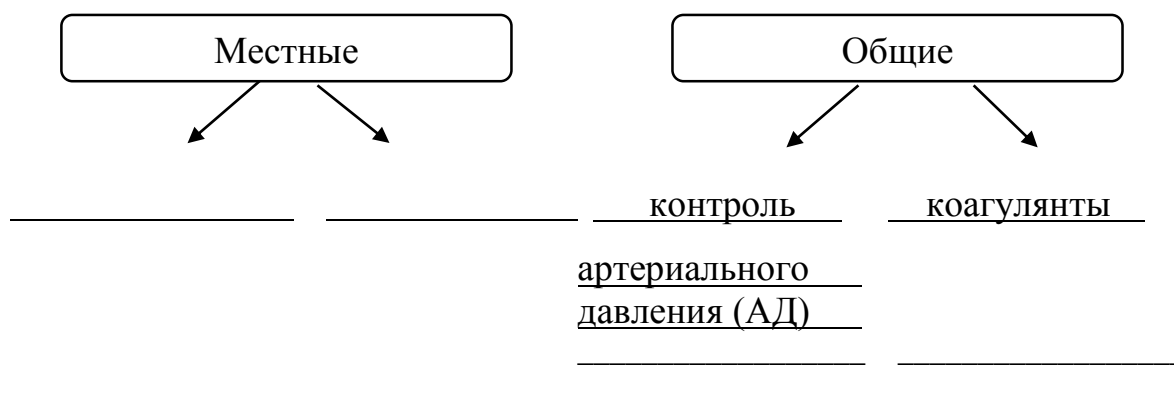 Местные Общие
контроль коагулянты
артериального
давления (АД)